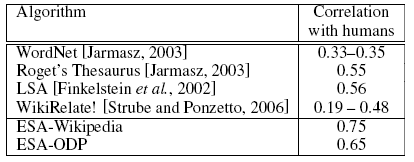 Algorithm Correlation
with humans
WordNet [Jarmasz, 2003] 0.33–0.35
Roget's Thesaurus [Jarmasz, 2003] 0.55
LSA [Finkelstein et al., 2002] 0.56
WikiRelate! [Strube and Ponzetto, 2006] 0.19 – 0.48
ESA-Wikipedia 0.75
ESA-ODP 0.65